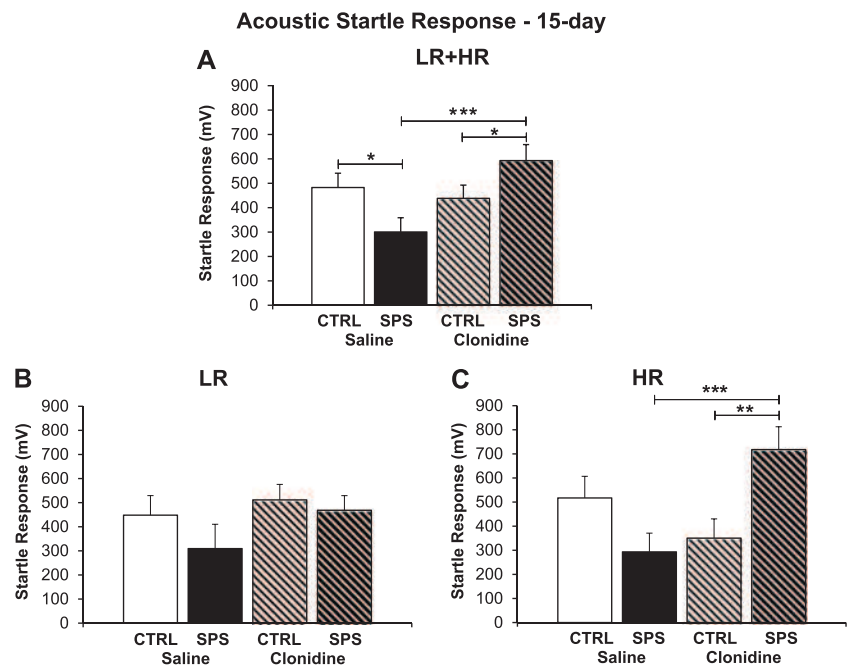 Acoustic Startle Response - 15-day
A
LR+HR
Startle Response (mV)
900
800
700
600
500
400
300
200
100
0
*
***
*
CTRL SPS CTRL SPS
Saline Clonidine
B
LR
Startle Response (mV)
900
800
700
600
500
400
300
200
100
0
CTRL SPS CTRL SPS
Saline Clonidine
C
HR
Startle Response (mV)
900
800
700
600
500
400
300
200
100
0
***
**
CTRL SPS CTRL SPS
Saline Clonidine